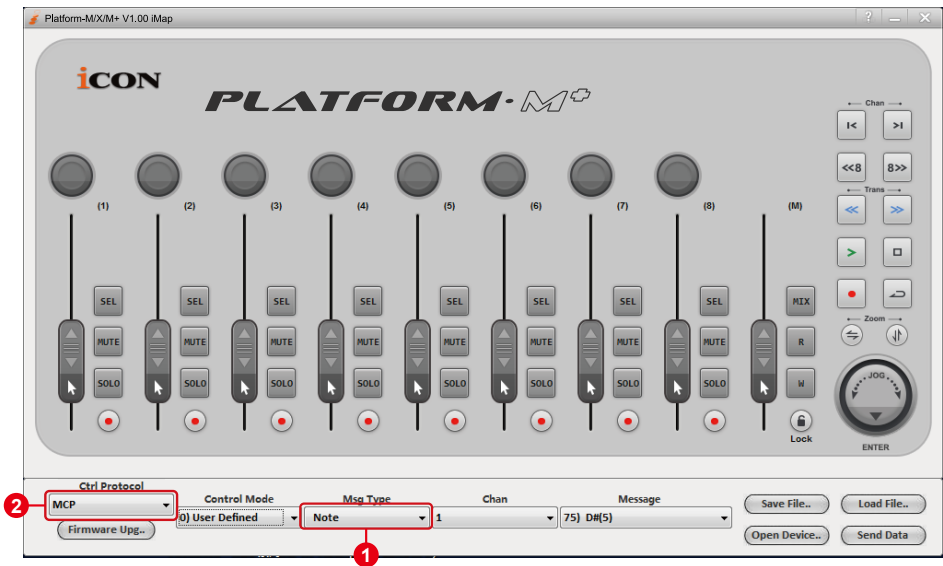 Platform-M/X/M+ V1.00 iMap
? — X
iCON
PLATFORM·M+
Chan
I< >I
<<8 8>>
Trans
(1) (2) (3) (4) (5) (6) (7) (8) (M)
SEL SEL SEL SEL SEL SEL SEL SEL MIX
Zoom
MUTE MUTE MUTE MUTE MUTE MUTE MUTE MUTE R
SOLO SOLO SOLO SOLO SOLO SOLO SOLO SOLO W
JOG
Lock
ENTER
Ctrl Protocol
Control Mode Msg Type Chan Message
2 MCP
0) User Defined Note 1 75) D#(5)
Save File.. Load File..
Firmware Upg..
Open Device.. Send Data
1